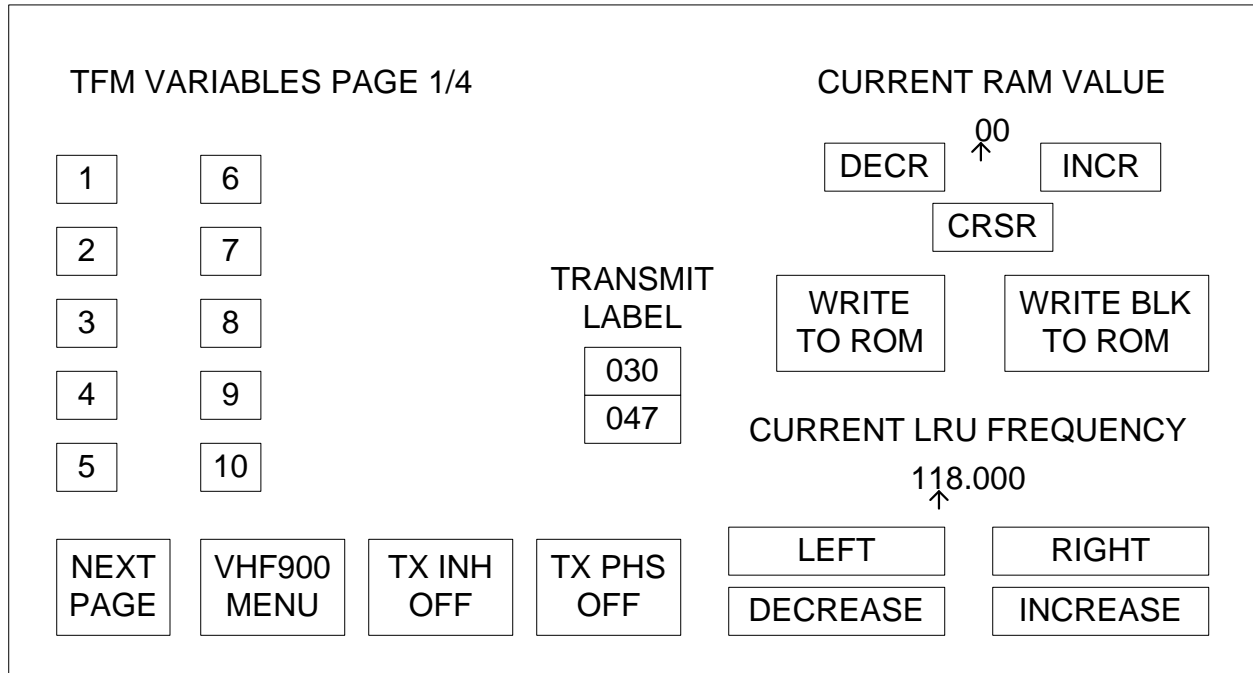 TFM VARIABLES PAGE 1/4
CURRENT RAM VALUE
00
DECR
INCR
CRSR
1
6
2
7
3
8
4
9
5
10
TRANSMIT
LABEL
030
047
WRITE
TO ROM
WRITE BLK
TO ROM
CURRENT LRU FREQUENCY
118.000
LEFT
RIGHT
DECREASE
INCREASE
NEXT
PAGE
VHF900
MENU
TX INH
OFF
TX PHS
OFF